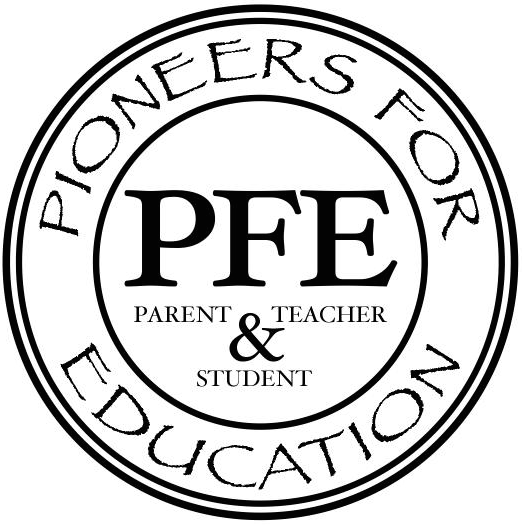 PIONEERS FOR
PFE
PARENT TEACHER
&
STUDENT
EDUCATION